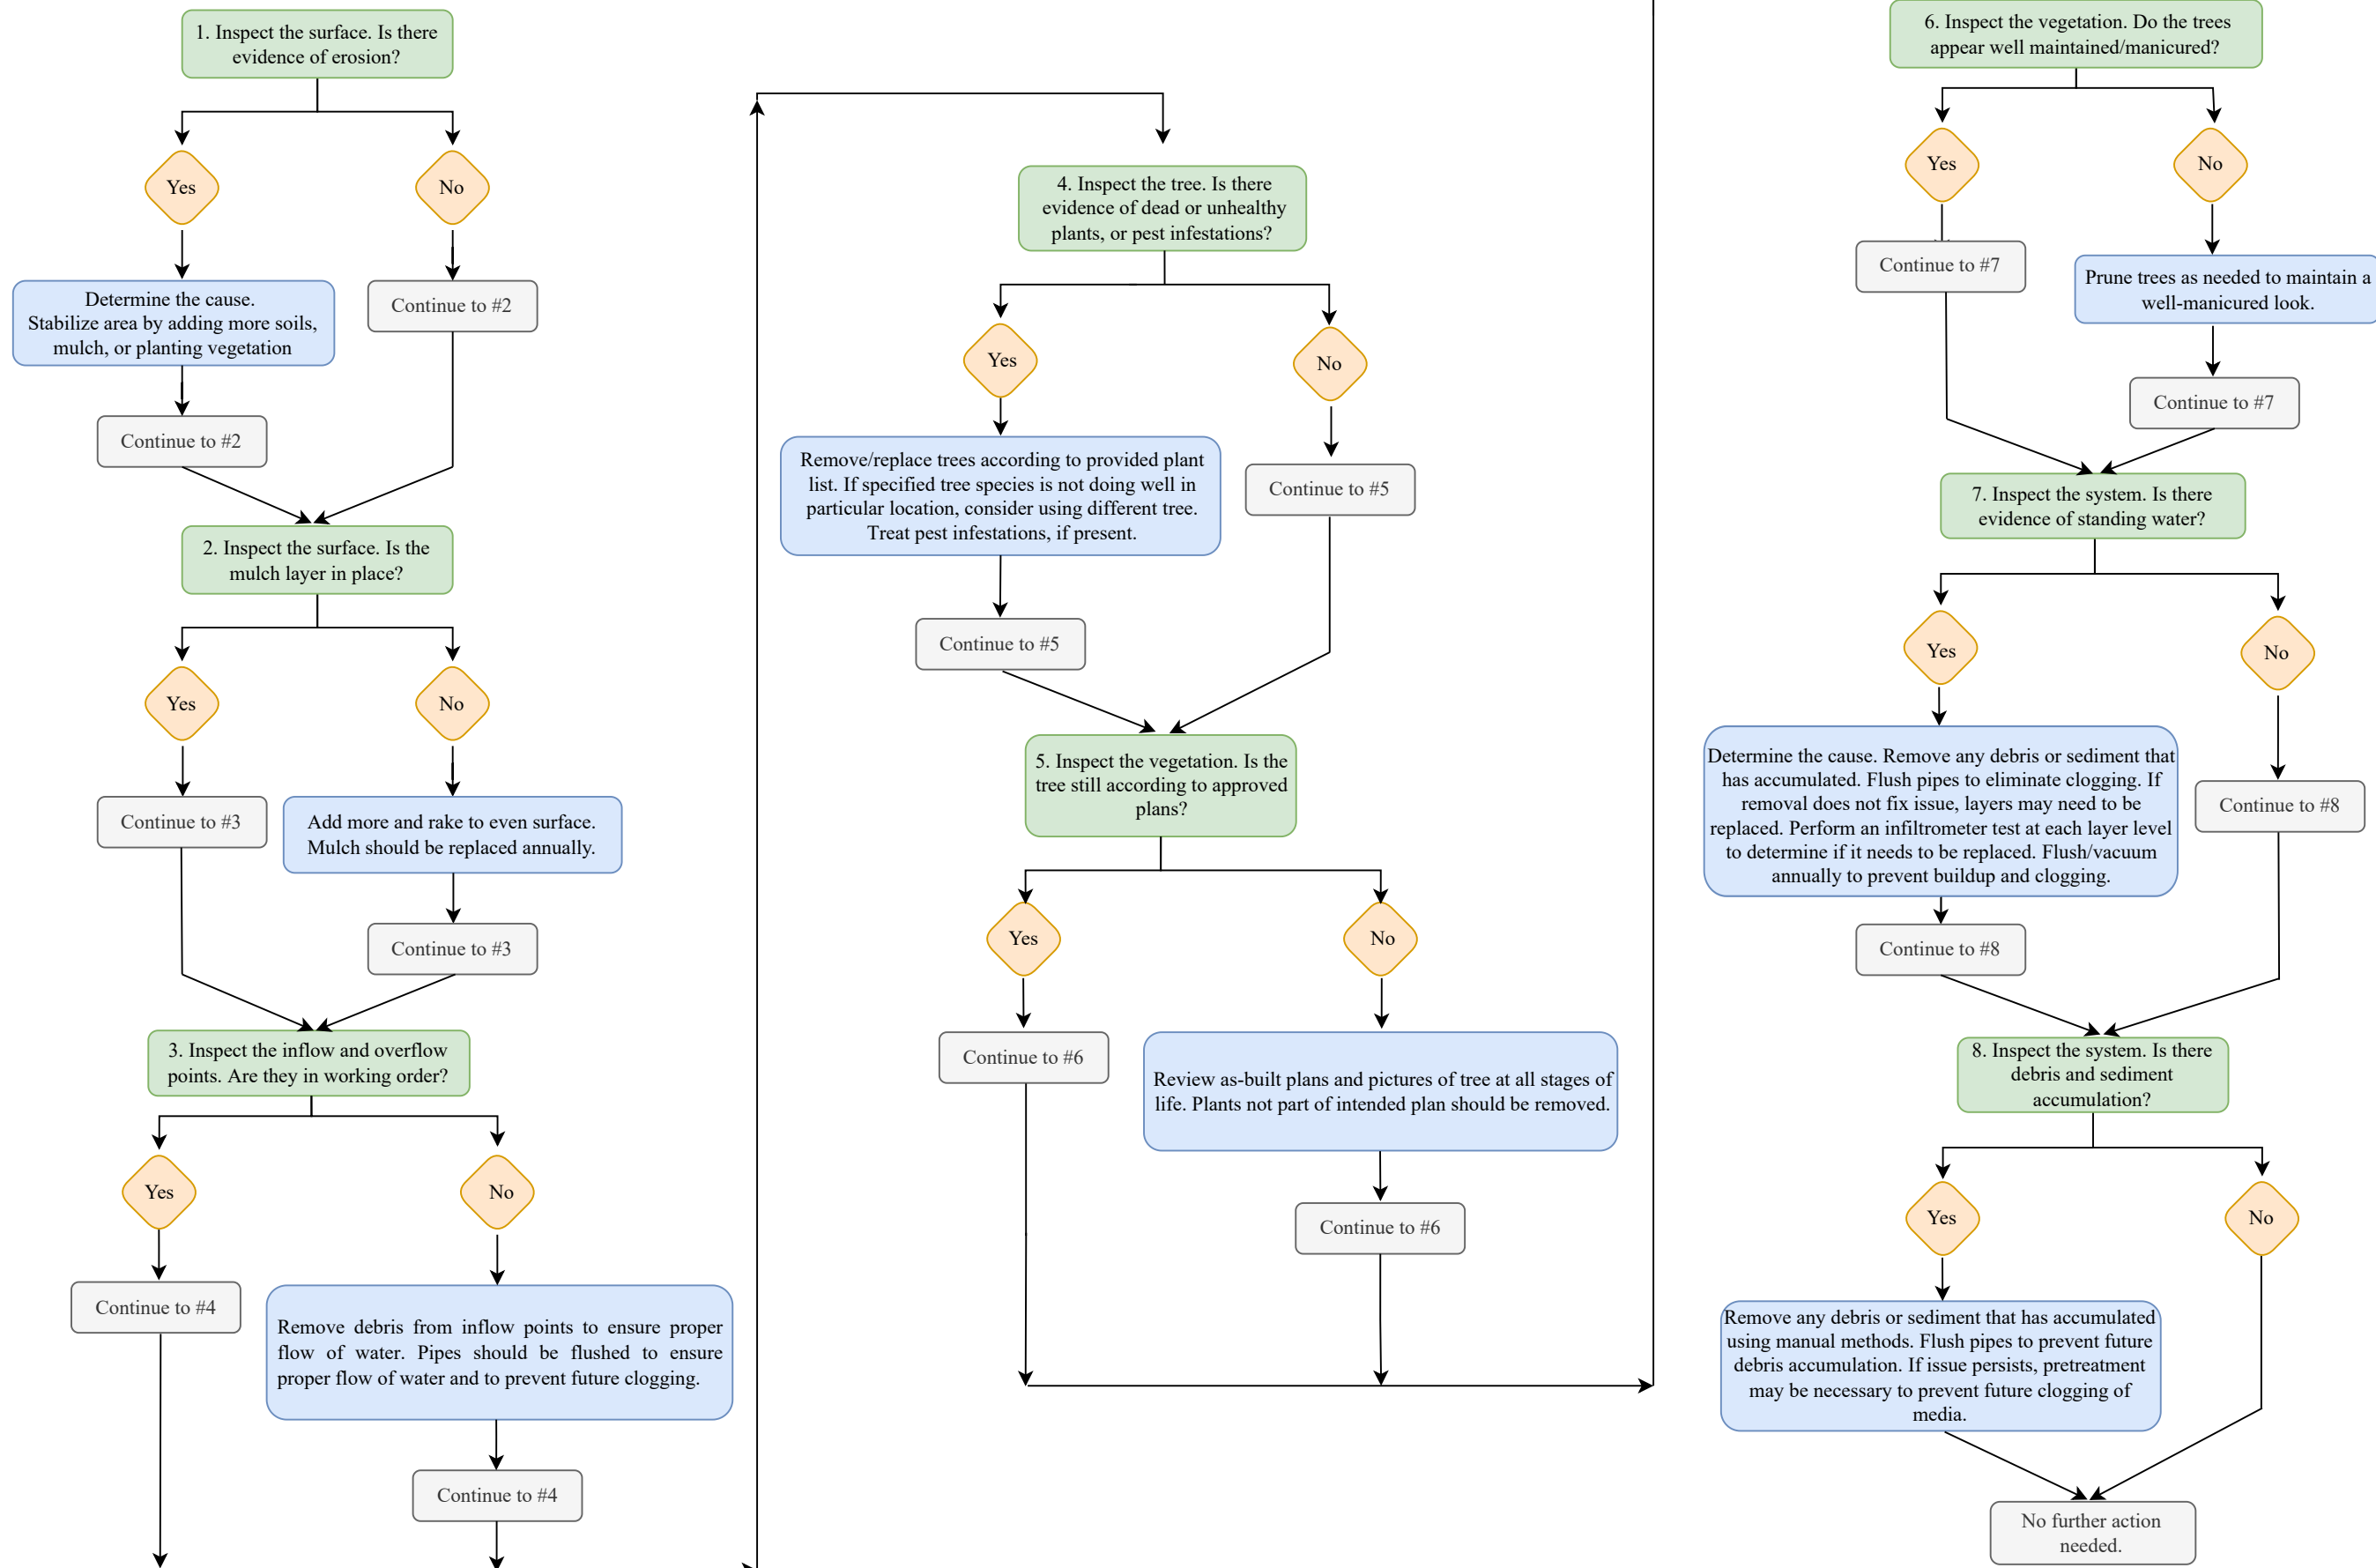 1. Inspect the surface. Is there
evidence of erosion?
Yes
No
Determine the cause.
Stabilize area by adding more soils,
mulch, or planting vegetation
Continue to #2
Continue to #2
2. Inspect the surface. Is the
mulch layer in place?
Yes
No
Continue to #3
Add more and rake to even surface.
Mulch should be replaced annually.
Continue to #3
3. Inspect the inflow and overflow
points. Are they in working order?
Yes
No
Continue to #4
Remove debris from inflow points to ensure proper
flow of water. Pipes should be flushed to ensure
proper flow of water and to prevent future clogging.
Continue to #4
4. Inspect the tree. Is there
evidence of dead or unhealthy
plants, or pest infestations?
Yes
No
Remove/replace trees according to provided plant
list. If specified tree species is not doing well in
particular location, consider using different tree.
Treat pest infestations, if present.
Continue to #5
Continue to #5
5. Inspect the vegetation. Is the
tree still according to approved
plans?
Yes
No
Continue to #6
Review as-built plans and pictures of tree at all stages of
life. Plants not part of intended plan should be removed.
Continue to #6
6. Inspect the vegetation. Do the trees
appear well maintained/manicured?
Yes
No
Continue to #7
Prune trees as needed to maintain a
well-manicured look.
Continue to #7
7. Inspect the system. Is there
evidence of standing water?
Yes
No
Determine the cause. Remove any debris or sediment that
has accumulated. Flush pipes to eliminate clogging. If
removal does not fix issue, layers may need to be
replaced. Perform an infiltrometer test at each layer level
to determine if it needs to be replaced. Flush/vacuum
annually to prevent buildup and clogging.
Continue to #8
Continue to #8
8. Inspect the system. Is there
debris and sediment
accumulation?
Yes
No
Remove any debris or sediment that has accumulated
using manual methods. Flush pipes to prevent future
debris accumulation. If issue persists, pretreatment
may be necessary to prevent future clogging of
media.
No further action
needed.